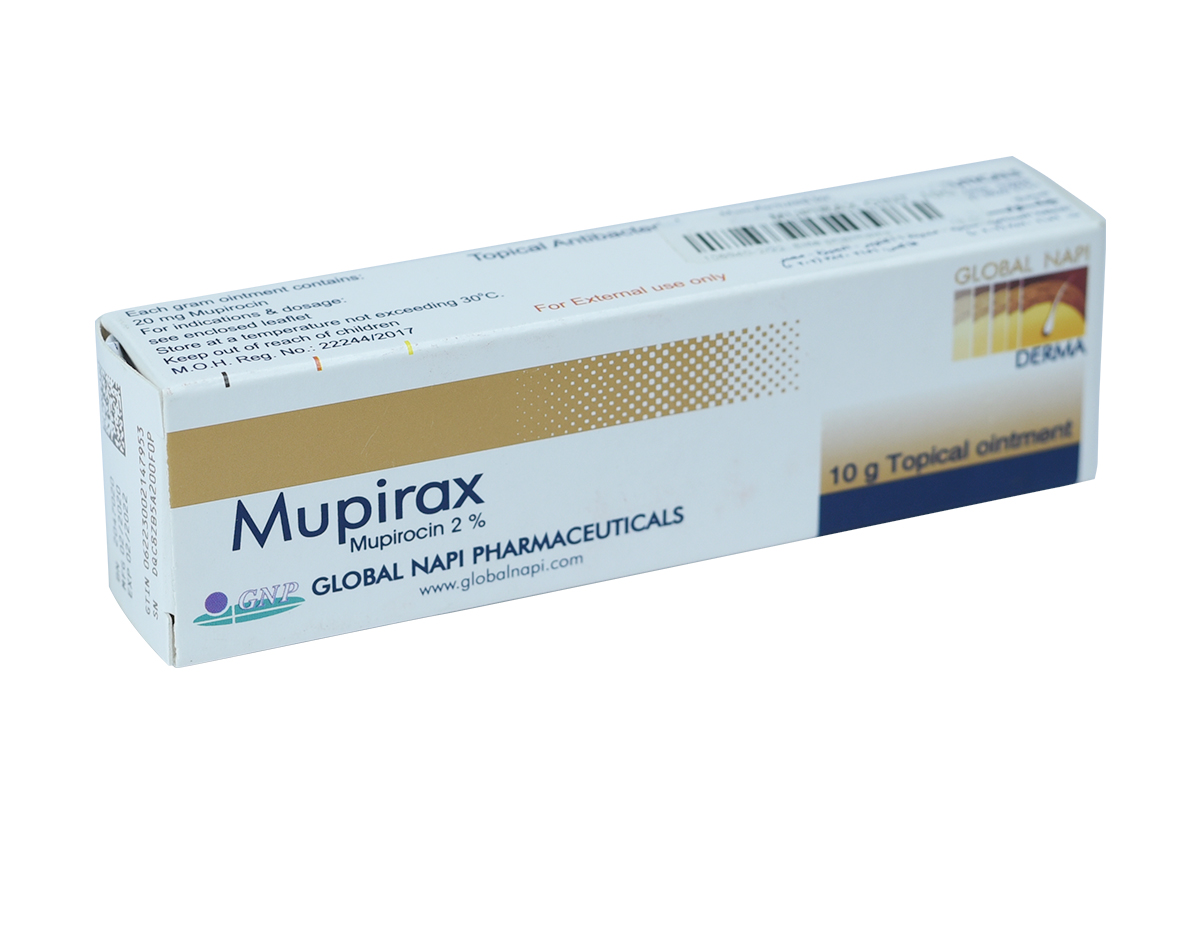 Each gram ointment contains:
20 mg Mupirocin
For indications & dosage:
see enclosed leaflet
Store at a temperature not exceeding 30°C.
Keep out of reach of children
M.O.H. Reg. No.: 22244/2017
Topical Antibacter
For External use only
GLOBAL NAPI
DERMA
10 g Topical ointment
Mupirax
Mupirocin 2 %
GNP
GLOBAL NAPI PHARMACEUTICALS
www.globalnapi.com
GTIN 06223002147953